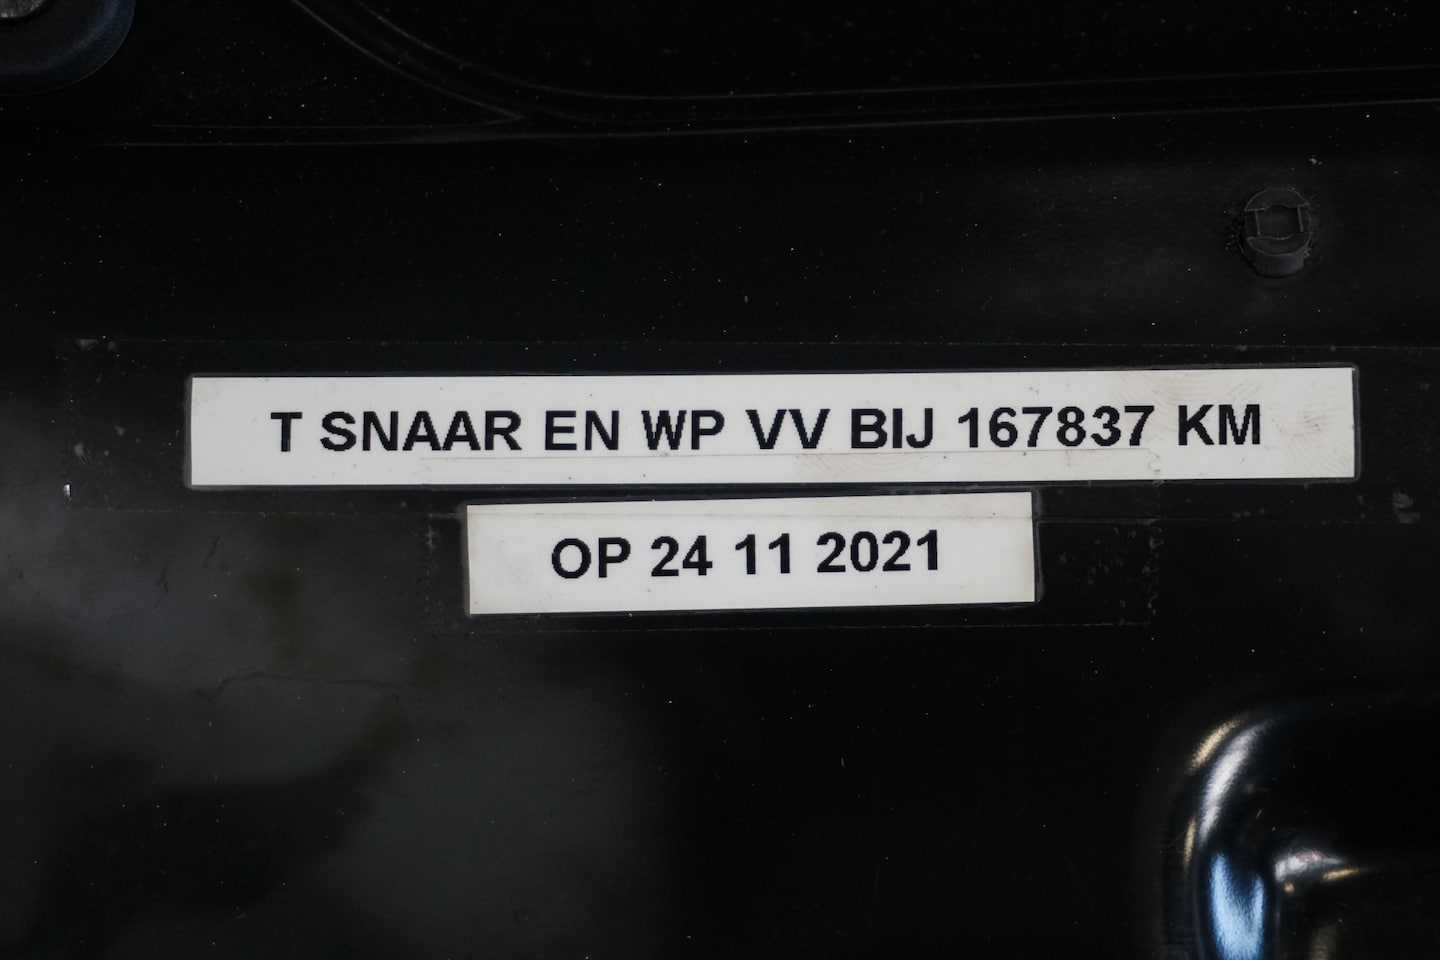 T SNAAR EN WP VV BIJ 167837 KM
OP 24 11 2021